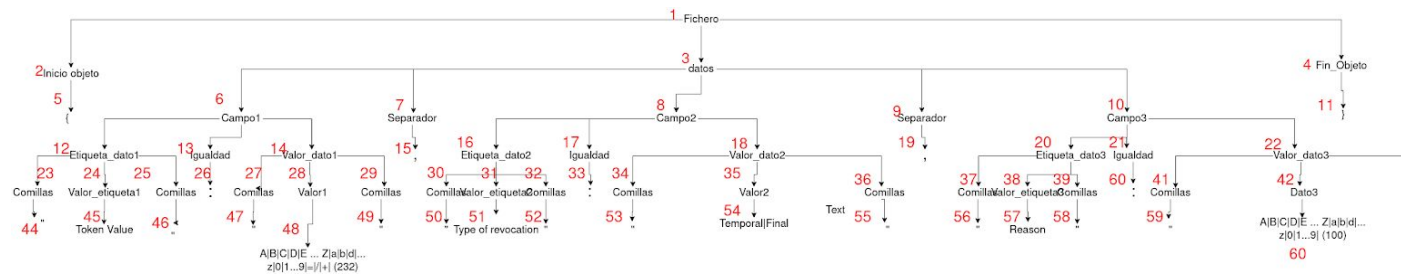 1 Fichero
3
datos
2 Inicio objeto
4 Fin_Objeto
5 6 7 8 9 10 11
{ Campo1 Separador Campo2 Separador Campo3 }
12 13 14 15 , 16 17 18 19 , 20 21 22
Etiqueta_dato1 Igualdad Valor_dato1 Etiqueta_dato2 Igualdad Valor_dato2 Etiqueta_dato3 Igualdad Valor_dato3
23 24 25 26 : 27 28 29 30 31 32 33 : 34 35 36 37 38 39 60 : 41 42
Comillas Valor_etiqueta1 Comillas Comillas Valor1 Comillas Comillas Valor_etiqueta2 Comillas Comillas Valor2 Comillas Comillas Valor_etiqueta3 Comillas Comillas Dato3
Text
44 " 45 46 " 47 " 48 49 " 50 " 51 52 " 53 " 54 55 " 56 " 57 58 " 59 "
Token Value Type of revocation Temporal|Final Reason
A|B|C|D|E ... Z|a|b|d|... A|B|C|D|E ... Z|a|b|d|...
z|0|1...9|=|/|+| (232) z|0|1...9| (100)
60